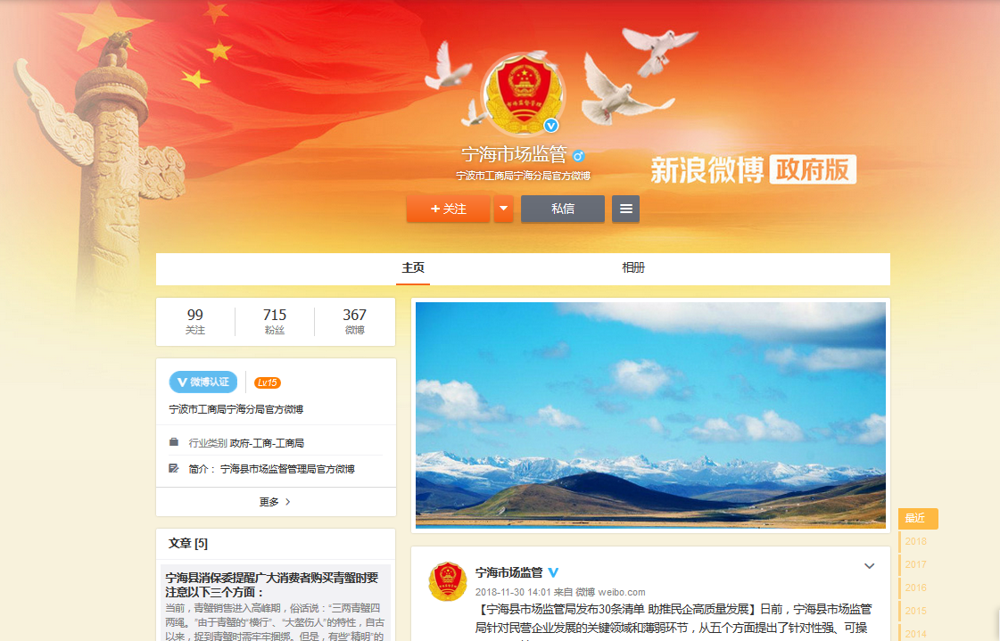 宁海市场监管
宁波市工商局宁海分局官方微博
新浪微博 政府版
+ 关注
私信
主页
相册
99
关注
715
粉丝
367
微博
V 微博认证
Lv15
宁波市工商局宁海分局官方微博
行业类别 政府-工商-工商局
简介: 宁海县市场监督管理局官方微博
更多 >
文章 [5]
宁海县消保委提醒广大消费者购买青蟹时要
注意以下三个方面：
当前，青蟹销售进入高峰期，俗话说：“三两青蟹四
两绳。”由于青蟹的“横行”、“大螯伤人”的特性，自古
以来，捉到青蟹时需牢牢捆绑。但是，有些“精明”的
宁海市场监管 V
2018-11-30 14:01 来自 微博 weibo.com
【宁海县市场监管局发布30条清单 助推民企高质量发展】日前，宁海县市场监管
局针对民营企业发展的关键领域和薄弱环节，从五个方面提出了针对性强、可操
最近
2018
2017
2016
2015
2014